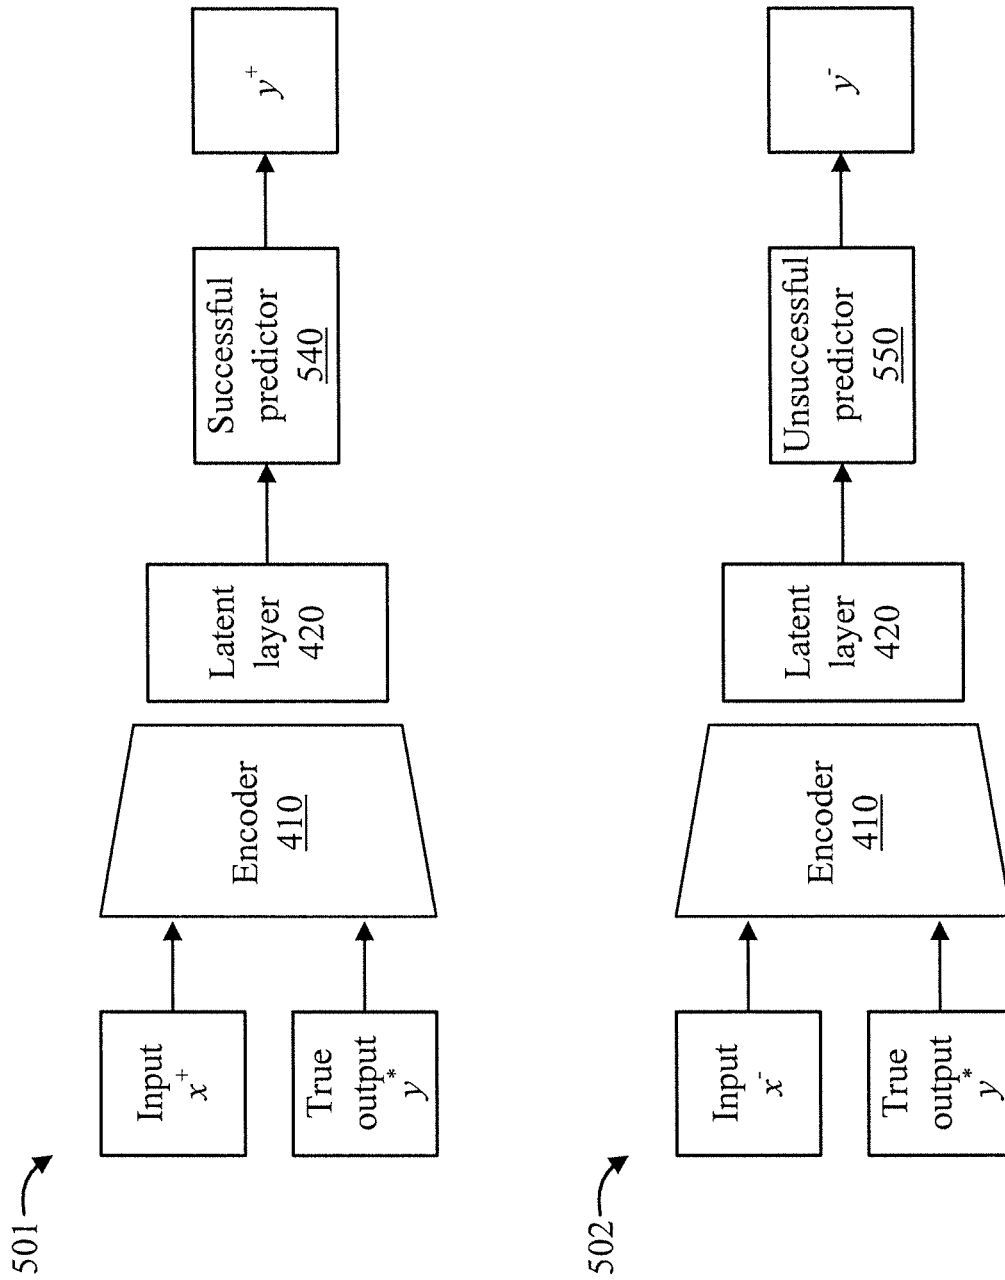 501
Input
x⁺
True
output
y*
Encoder
410
Latent
layer
420
Successful
predictor
540
y⁺
502
Input
x⁻
True
output
y*
Encoder
410
Latent
layer
420
Unsuccessful
predictor
550
y⁻